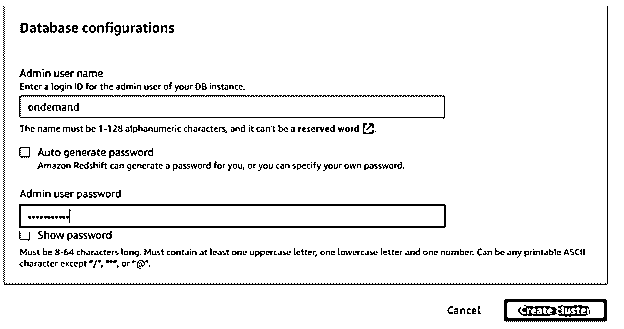 Database configurations
Admin user name
Enter a login ID for the admin user of your DB instance.
ondemand
The name must be 1-128 alphanumeric characters, and it can't be a reserved word
Auto generate password
Amazon Redshift can generate a password for you, or you can specify your own password.
Admin user password
Show password
Must be 8-64 characters long. Must contain at least one uppercase letter, one lowercase letter and one number. Can be any printable ASCII
character except "/", """, or "@".
Cancel Create cluster